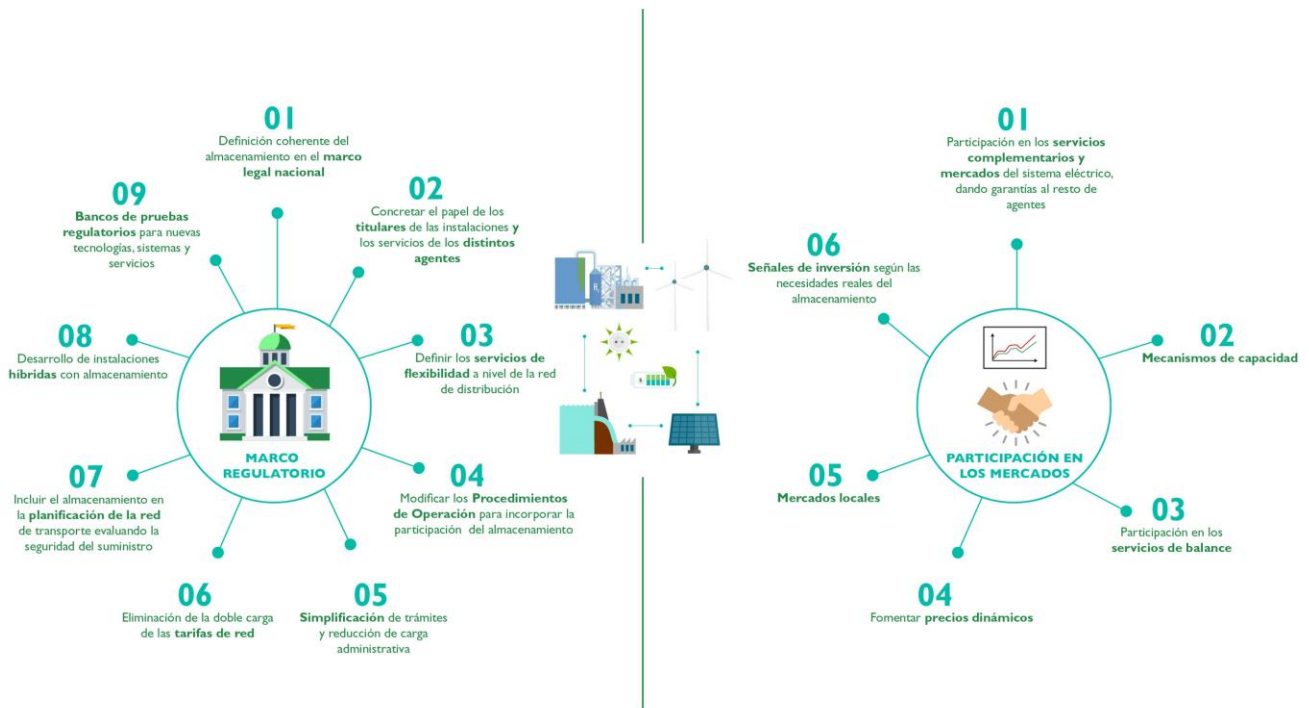 01
Definición coherente del
almacenamiento en el marco
legal nacional
02
Concretar el papel de los
titulares de las instalaciones y
los servicios de los distintos
agentes
03
Definir los servicios de
flexibilidad a nivel de la red
de distribución
04
Modificar los Procedimientos
de Operación para incorporar la
participación del almacenamiento
05
Simplificación de trámites
y reducción de carga
administrativa
06
Eliminación de la doble carga
de las tarifas de red
07
Incluir el almacenamiento en
la planificación de la red
de transporte evaluando la
seguridad del suministro
08
Desarrollo de instalaciones
híbridas con almacenamiento
09
Bancos de pruebas
regulatorios para nuevas
tecnologías, sistemas y
servicios
MARCO
REGULATORIO
01
Participación en los servicios
complementarios y
mercados del sistema eléctrico,
dando garantías al resto de
agentes
02
Mecanismos de capacidad
03
Participación en los
servicios de balance
04
Fomentar precios dinámicos
05
Mercados locales
06
Señales de inversión según las
necesidades reales del
almacenamiento
PARTICIPACIÓN EN
LOS MERCADOS